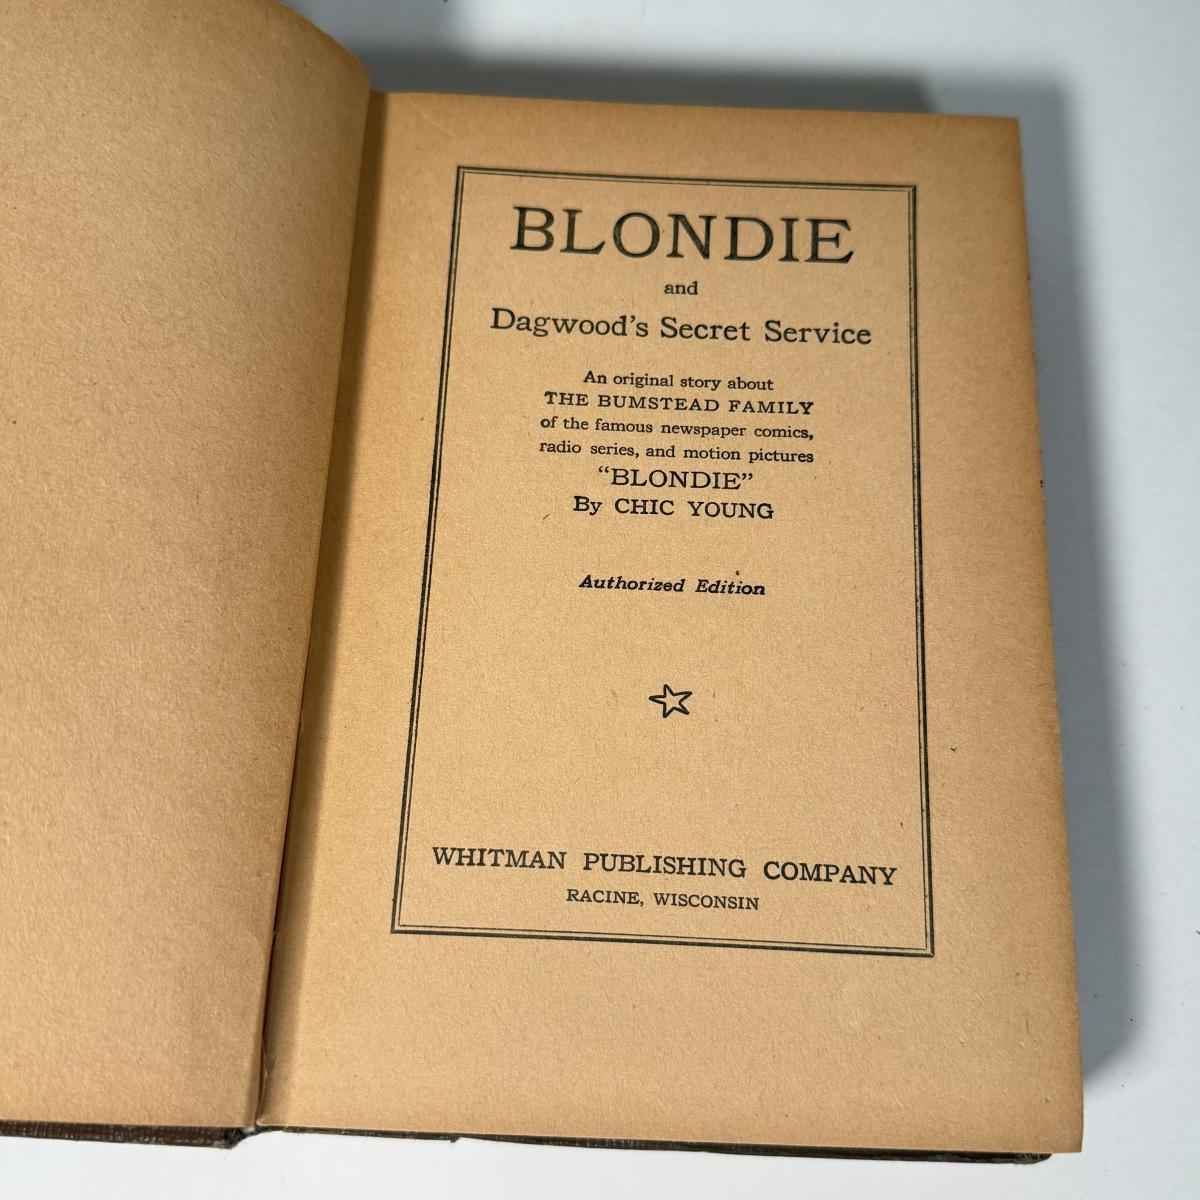 BLONDIE
and
Dagwood's Secret Service
An original story about
THE BUMSTEAD FAMILY
of the famous newspaper comics,
radio series, and motion pictures
“BLONDIE”
By CHIC YOUNG
Authorized Edition
WHITMAN PUBLISHING COMPANY
RACINE, WISCONSIN